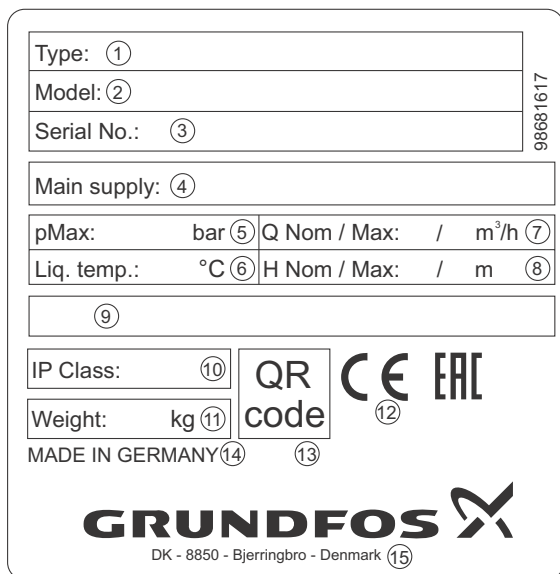 Type: 1
Model: 2
Serial No.: 3
98681617
Main supply: 4
pMax: bar 5 Q Nom / Max: / m³/h 7
Liq. temp.: °C 6 H Nom / Max: / m 8
9
IP Class: 10
Weight: kg 11
QR
code
13
CE EAC
12
MADE IN GERMANY 14
GRUNDFOS
DK - 8850 - Bjerringbro - Denmark 15